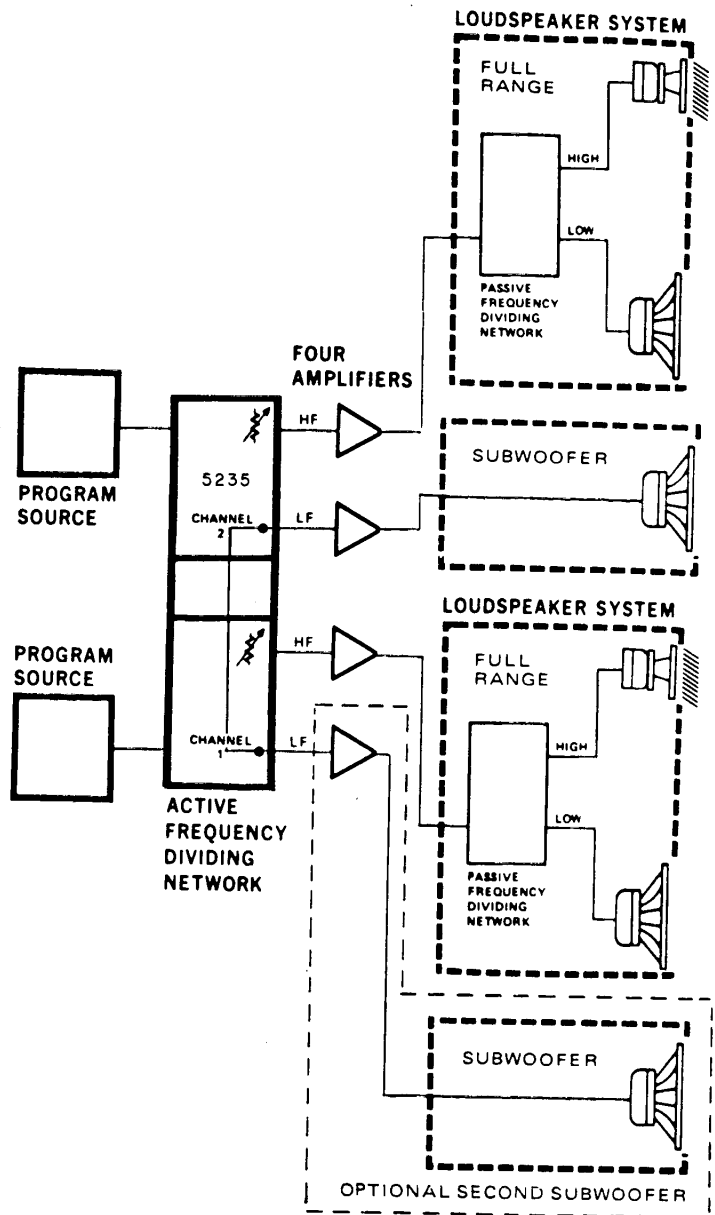 LOUDSPEAKER SYSTEM
FULL
RANGE
HIGH
LOW
PASSIVE
FREQUENCY
DIVIDING
NETWORK
FOUR
AMPLIFIERS
HF
PROGRAM
SOURCE
5235
SUBWOOFER
CHANNEL
2
LF
LOUDSPEAKER SYSTEM
PROGRAM
SOURCE
HF
FULL
RANGE
HIGH
CHANNEL
1
LF
LOW
ACTIVE
FREQUENCY
DIVIDING
NETWORK
PASSIVE
FREQUENCY
DIVIDING
NETWORK
SUBWOOFER
OPTIONAL SECOND SUBWOOFER